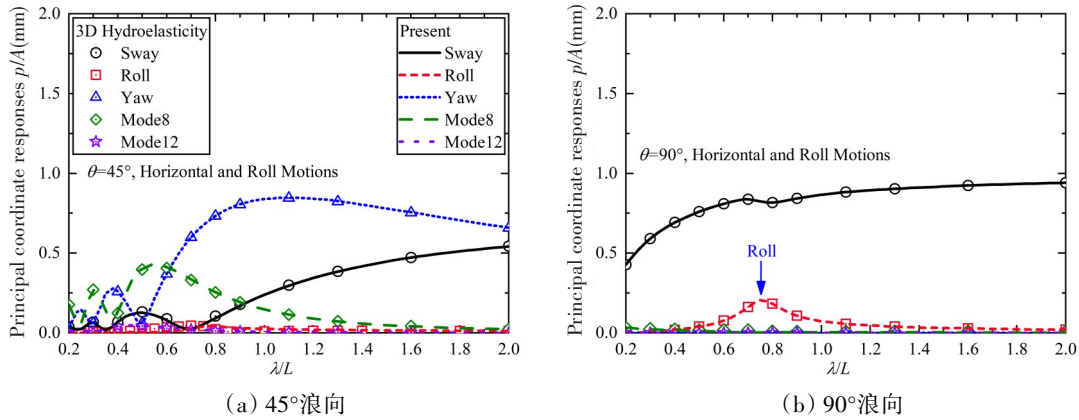 Principal coordinate responses p/A(mm)
2.0
1.5
1.0
0.5
0.0
3D Hydroelasticity
Sway
Roll
Yaw
Mode8
Mode12
Present
Sway
Roll
Yaw
Mode8
Mode12
θ=45°, Horizontal and Roll Motions
0.2 0.4 0.6 0.8 1.0 1.2 1.4 1.6 1.8 2.0
λ/L
(a) 45°浪向
Principal coordinate responses p/A(mm)
2.0
1.5
1.0
0.5
0.0
θ=90°, Horizontal and Roll Motions
Roll
0.2 0.4 0.6 0.8 1.0 1.2 1.4 1.6 1.8 2.0
λ/L
(b) 90°浪向